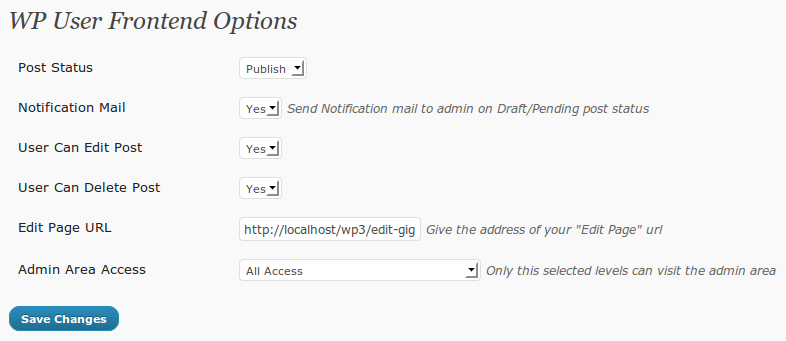 WP User Frontend Options
Post Status Publish
Notification Mail Yes Send Notification mail to admin on Draft/Pending post status
User Can Edit Post Yes
User Can Delete Post Yes
Edit Page URL http://localhost/wp3/edit-gig Give the address of your "Edit Page" url
Admin Area Access All Access Only this selected levels can visit the admin area
Save Changes